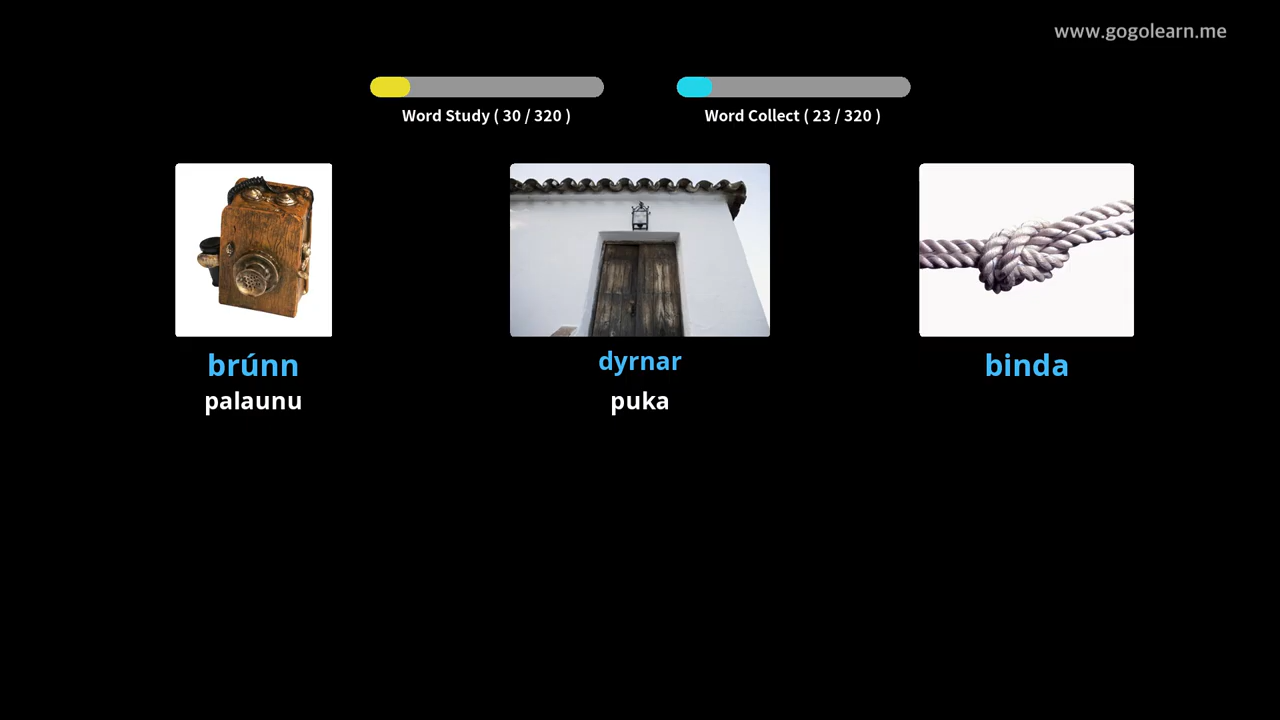 www.gogolearn.me
Word Study ( 30 / 320 )
Word Collect ( 23 / 320 )
brúnn
palaunu
dyrnar
puka
binda